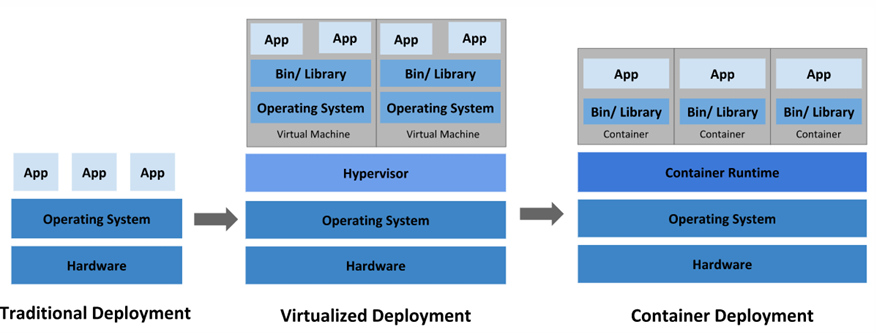 App App App
Operating System
Hardware
Traditional Deployment
App App App App
Bin/ Library Bin/ Library
Operating System Operating System
Virtual Machine Virtual Machine
Hypervisor
Operating System
Hardware
Virtualized Deployment
App App App
Bin/ Library Bin/ Library Bin/ Library
Container Container Container
Container Runtime
Operating System
Hardware
Container Deployment